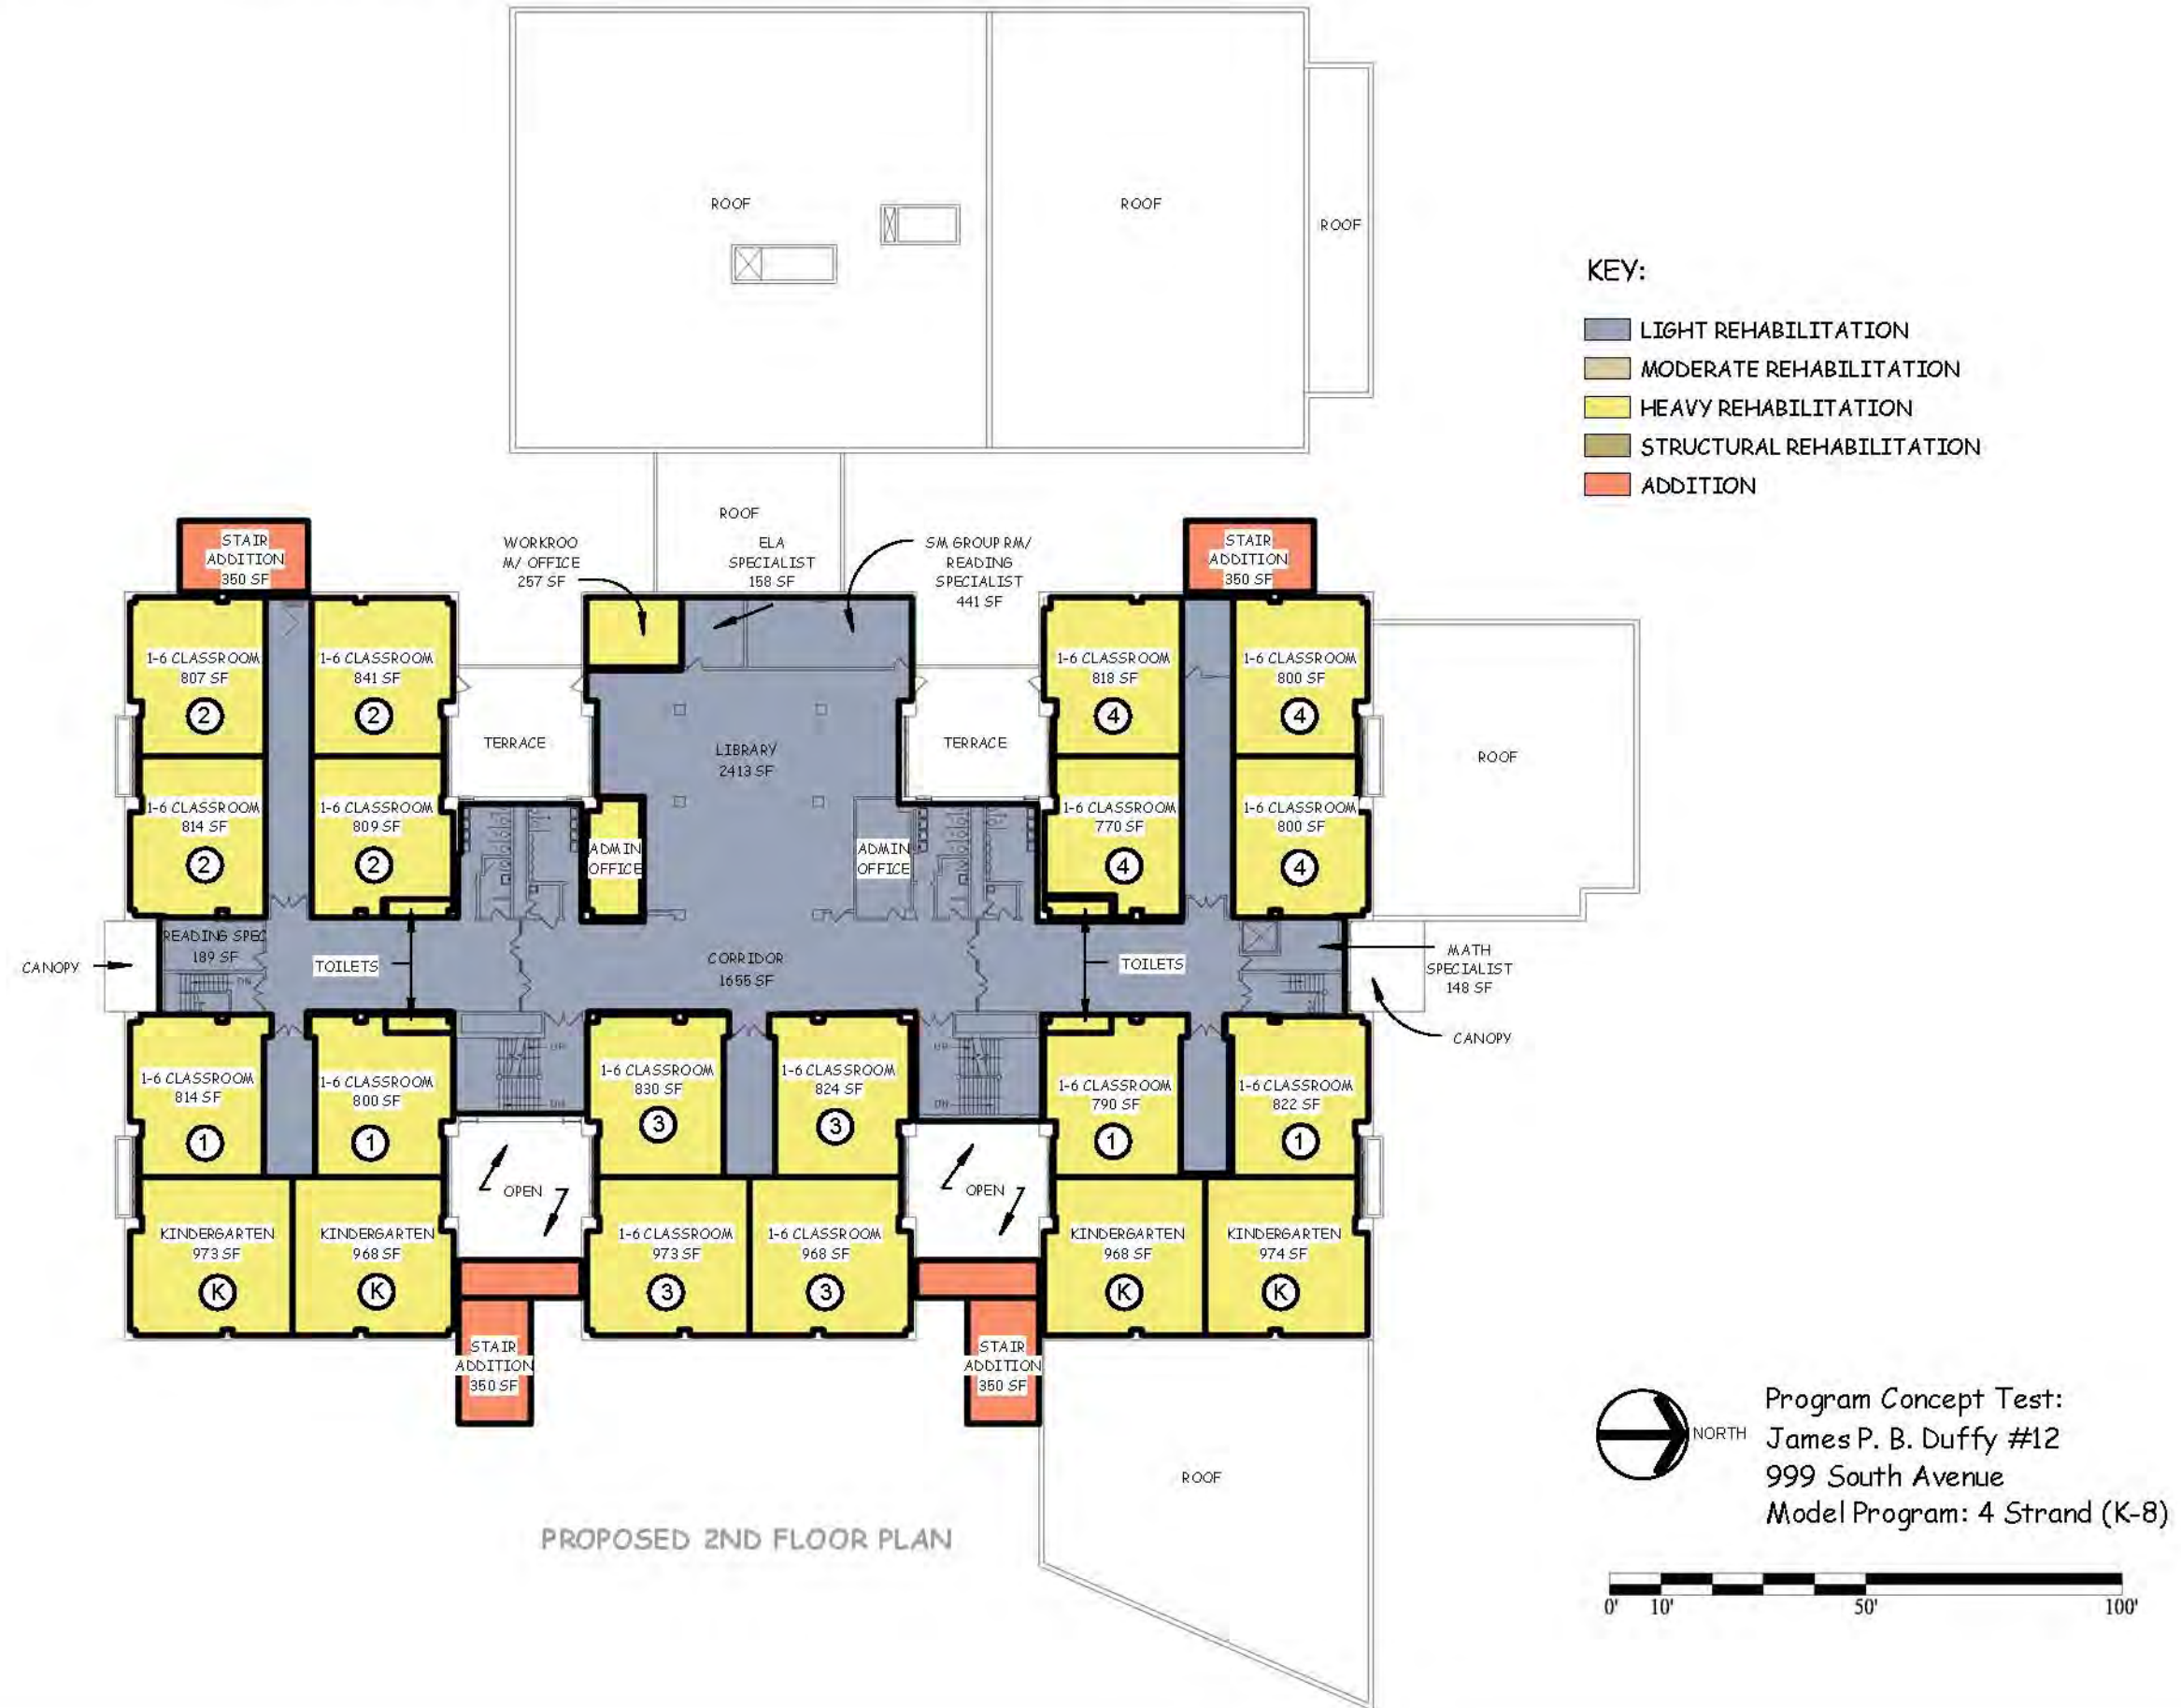 ROOF
ROOF
ROOF
KEY:
LIGHT REHABILITATION
MODERATE REHABILITATION
HEAVY REHABILITATION
STRUCTURAL REHABILITATION
ADDITION
ROOF
STAIR
ADDITION
350 SF
WORKROO
M/ OFFICE
257 SF
ELA
SPECIALIST
158 SF
SM GROUP RM/
READING
SPECIALIST
441 SF
STAIR
ADDITION
350 SF
1-6 CLASSROOM
807 SF
2
1-6 CLASSROOM
841 SF
2
TERRACE
LIBRARY
2413 SF
TERRACE
1-6 CLASSROOM
818 SF
4
1-6 CLASSROOM
800 SF
4
ROOF
1-6 CLASSROOM
814 SF
2
1-6 CLASSROOM
809 SF
2
ADMIN
OFFICE
ADMIN
OFFICE
1-6 CLASSROOM
770 SF
4
1-6 CLASSROOM
800 SF
4
CANOPY
READING SPEC
189 SF
DN
TOILETS
CORRIDOR
1655 SF
TOILETS
MATH
SPECIALIST
148 SF
CANOPY
1-6 CLASSROOM
814 SF
1
1-6 CLASSROOM
800 SF
1
UP
DN
1-6 CLASSROOM
830 SF
3
1-6 CLASSROOM
824 SF
3
UP
DN
1-6 CLASSROOM
790 SF
1
1-6 CLASSROOM
822 SF
1
OPEN
OPEN
KINDERGARTEN
973 SF
K
KINDERGARTEN
968 SF
K
1-6 CLASSROOM
973 SF
3
1-6 CLASSROOM
968 SF
3
KINDERGARTEN
968 SF
K
KINDERGARTEN
974 SF
K
STAIR
ADDITION
350 SF
STAIR
ADDITION
350 SF
ROOF
PROPOSED 2ND FLOOR PLAN
NORTH
Program Concept Test:
James P. B. Duffy #12
999 South Avenue
Model Program: 4 Strand (K-8)
0' 10' 50' 100'